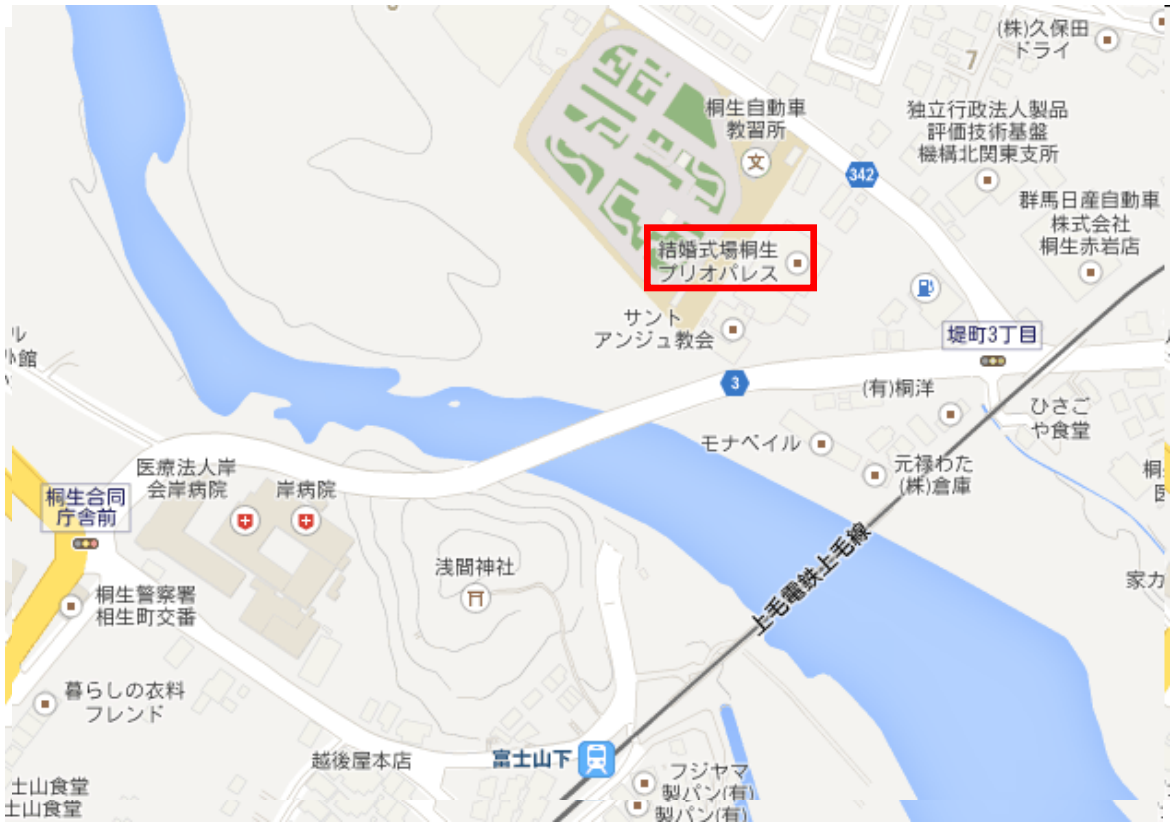 (株)久保田
ドライ
7
桐生自動車
教習所
独立行政法人製品
評価技術基盤
機構北関東支所
342
群馬日産自動車
株式会社
桐生赤岩店
結婚式場桐生
プリオパレス
サント
アンジュ教会
堤町3丁目
ル
館
3
(有)桐洋
ひさご
や食堂
モナベイル
元禄わた
(株)倉庫
医療法人岸
会岸病院
岸病院
桐生合同
庁舎前
桐
医
上毛電鉄上毛線
浅間神社
家カ
桐生警察署
相生町交番
暮らしの衣料
フレンド
越後屋本店
富士山下
フジヤマ
製パン(有)
製パン(有)
士山食堂
士山食堂